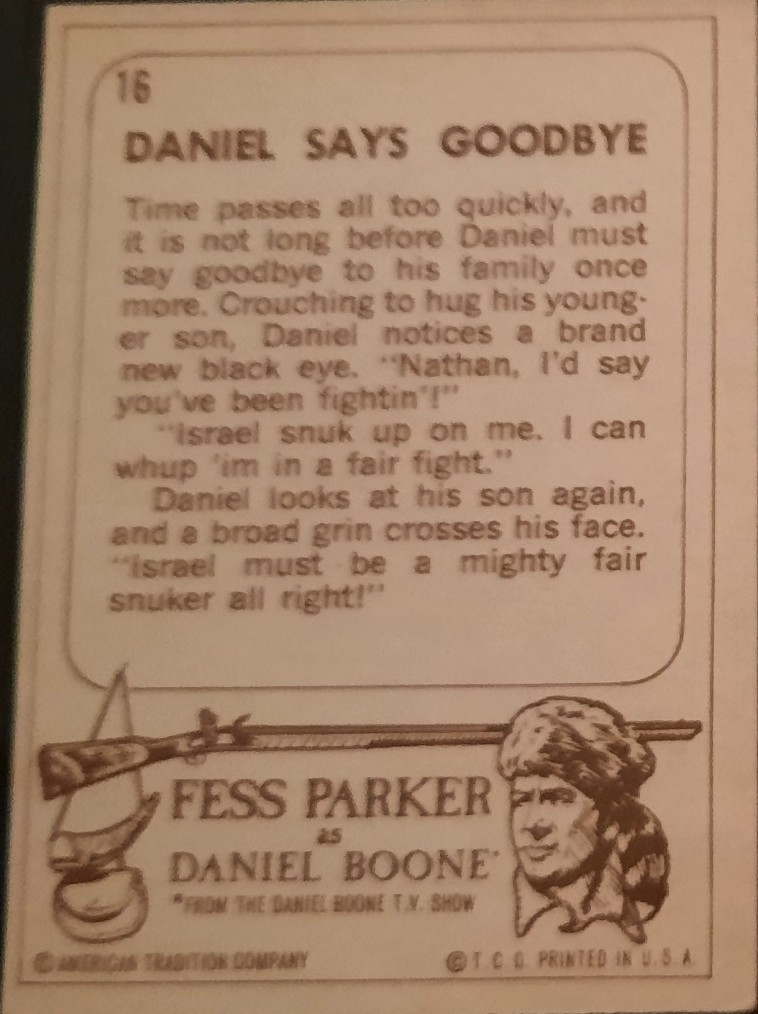 16
DANIEL SAYS GOODBYE
Time passes all too quickly, and
it is not long before Daniel must
say goodbye to his family once
more. Crouching to hug his young-
er son, Daniel notices a brand
new black eye. "Nathan, I'd say
you've been fightin'!"
"Israel snuk up on me. I can
whup 'im in a fair fight."
Daniel looks at his son again,
and a broad grin crosses his face.
"Israel must be a mighty fair
snuker all right!"
FESS PARKER
as
DANIEL BOONE*
*FROM THE DANIEL BOONE T.V. SHOW
© AMERICAN TRADITION COMPANY
© T. C. G. PRINTED IN U. S. A.